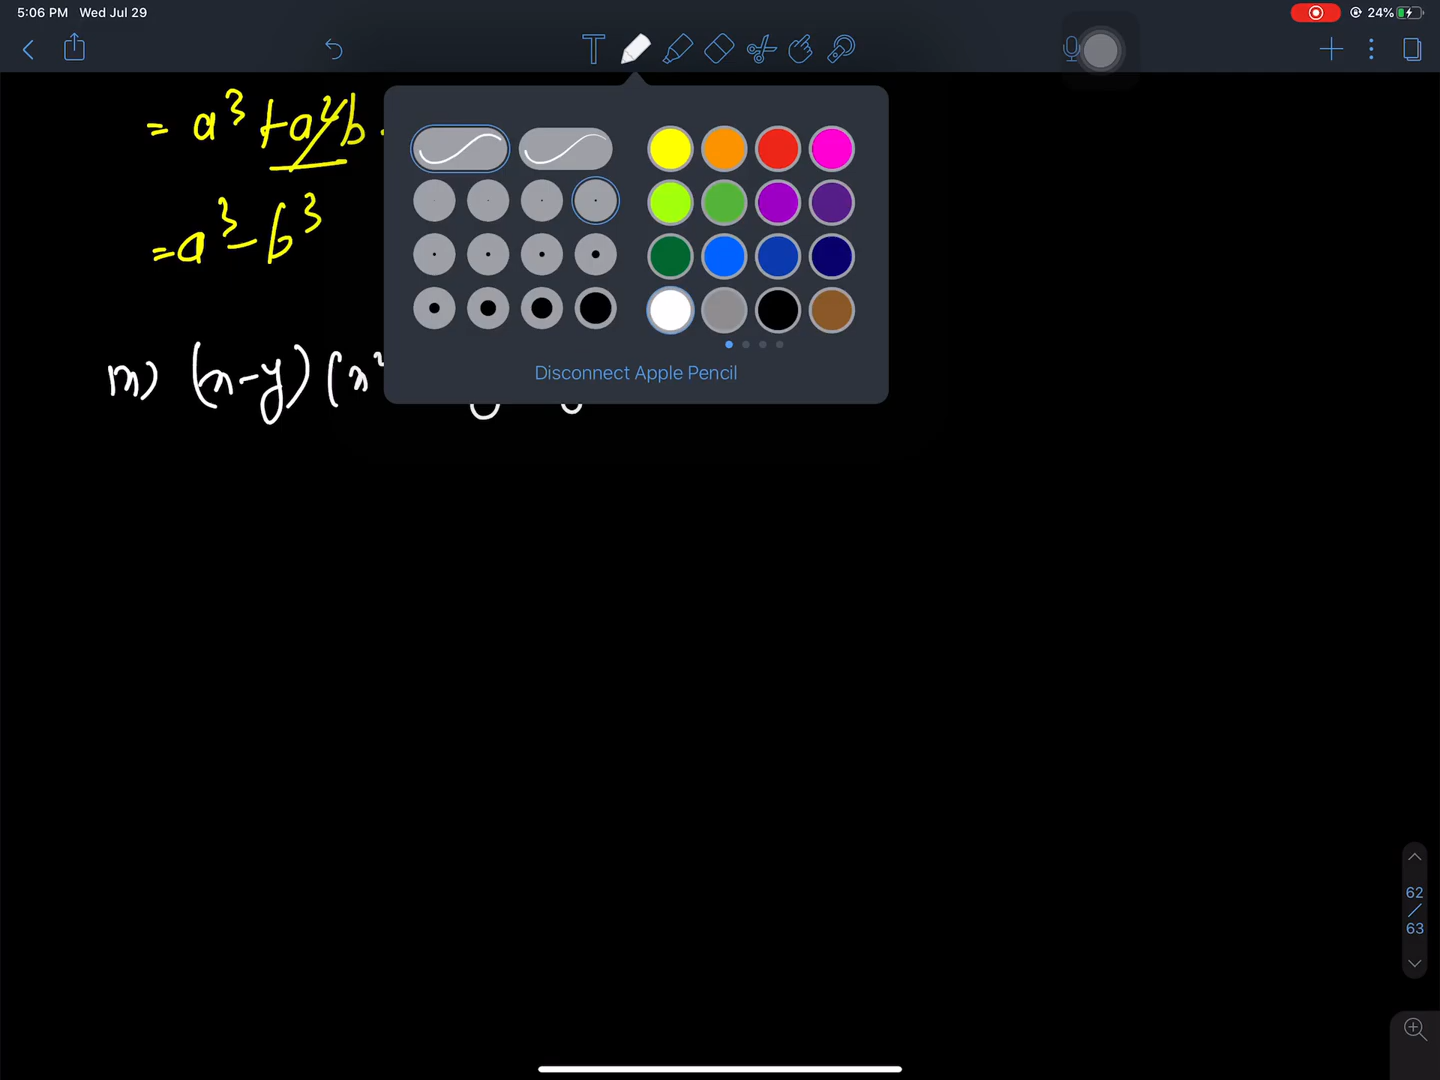 5:06 PM Wed Jul 29
24%
T
= a³ + a²b
= a³ - b³
m) (x-y) (x²
Disconnect Apple Pencil
62
63